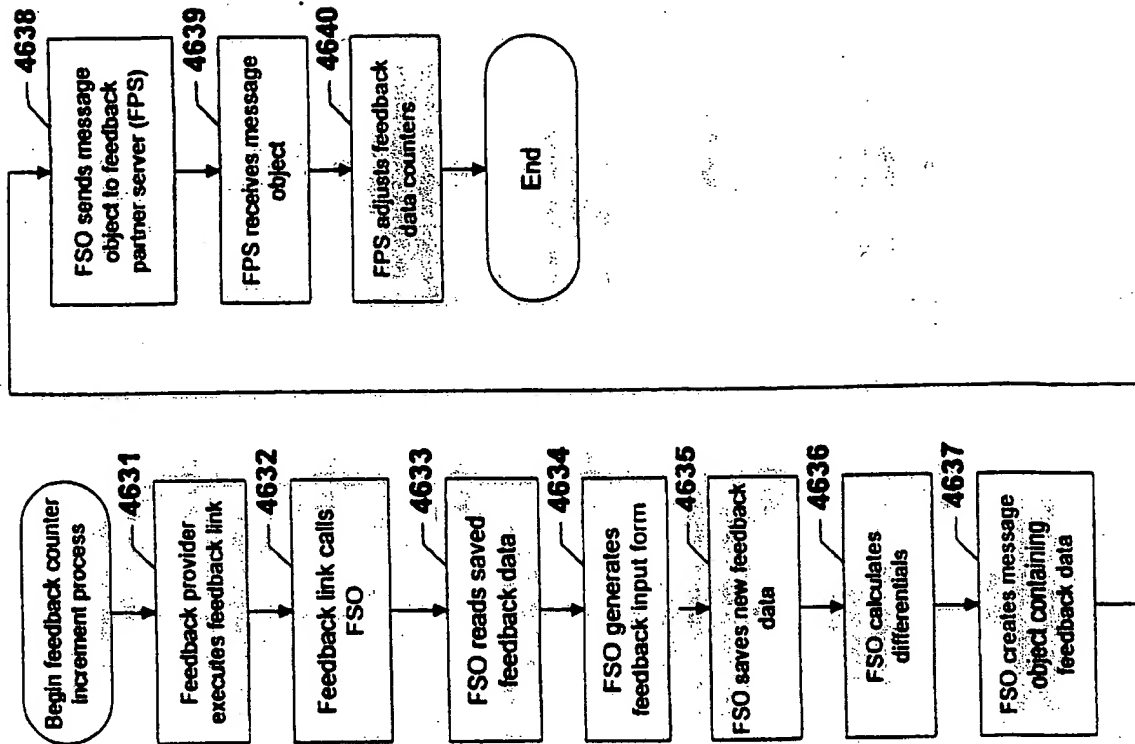 Begin feedback counter
increment process
4631
Feedback provider
executes feedback link
4632
Feedback link calls
FSO
4633
FSO reads saved
feedback data
4634
FSO generates
feedback input form
4635
FSO saves new feedback
data
4636
FSO calculates
differentials
4637
FSO creates message
object containing
feedback data
4638
FSO sends message
object to feedback
partner server (FPS)
4639
FPS receives message
object
4640
FPS adjusts feedback
data counters
End